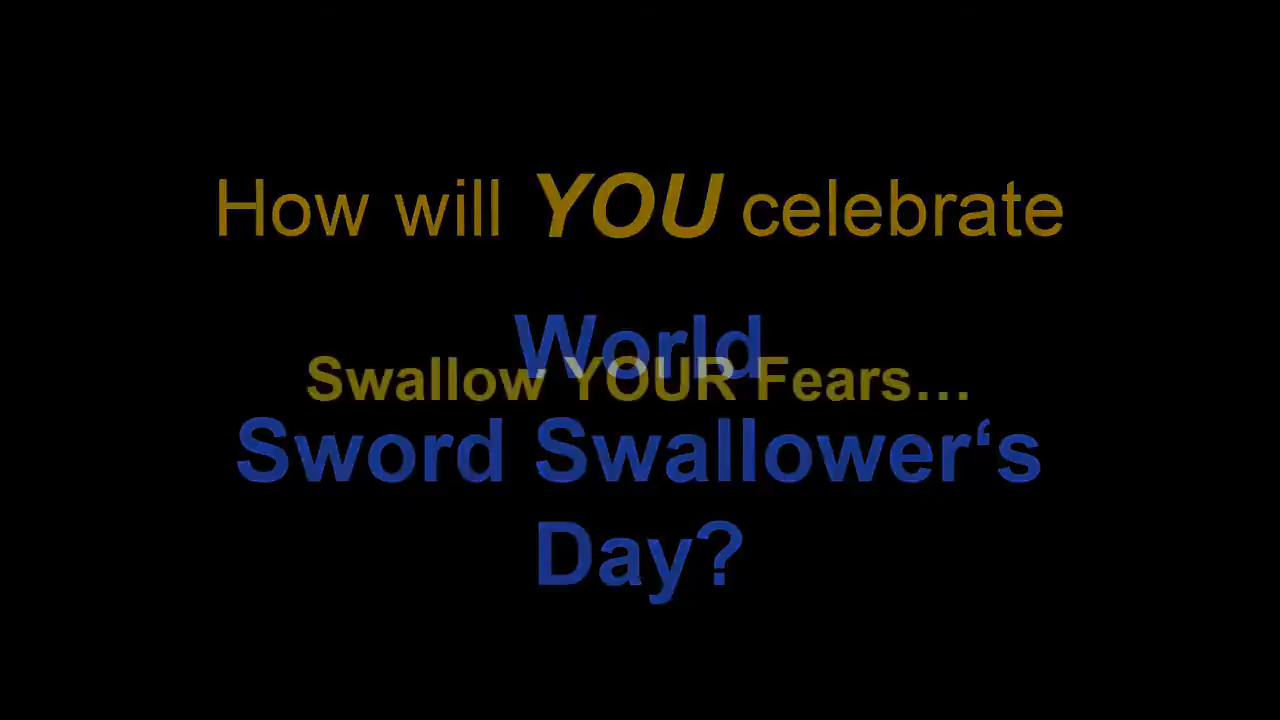 How will YOU celebrate
World
Swallow YOUR Fears…
Sword Swallower‘s
Day?